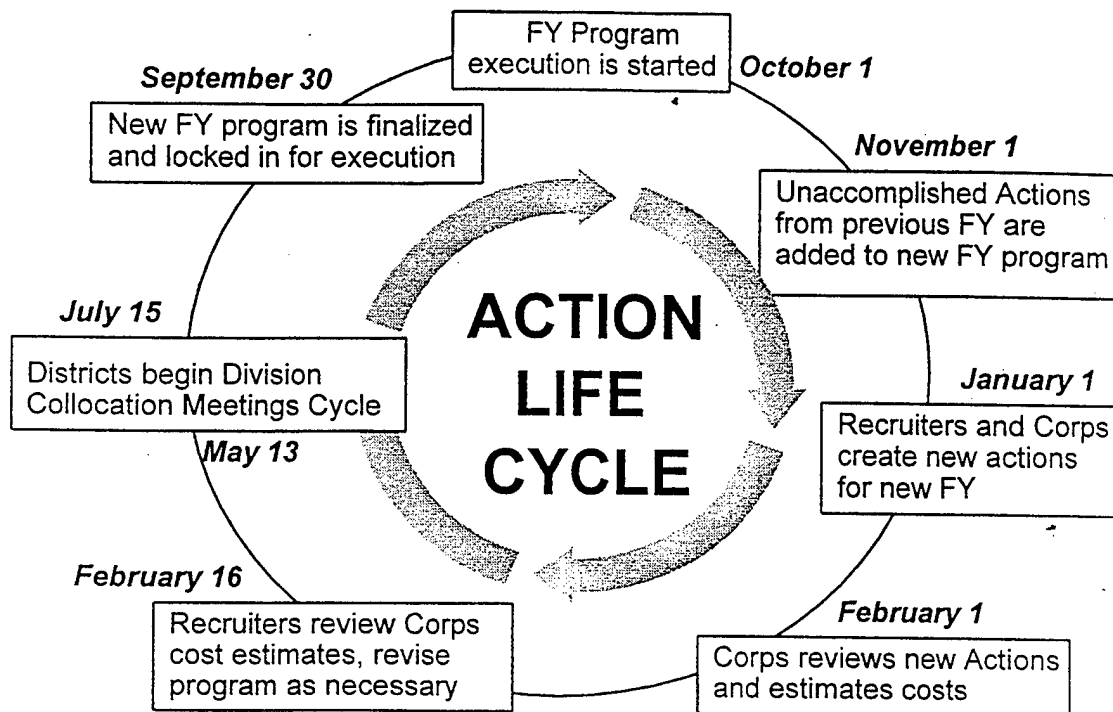 FY Program
execution is started
October 1
November 1
Unaccomplished Actions
from previous FY are
added to new FY program
January 1
Recruiters and Corps
create new actions
for new FY
February 1
Corps reviews new Actions
and estimates costs
February 16
Recruiters review Corps
cost estimates, revise
program as necessary
May 13
Districts begin Division
Collocation Meetings Cycle
July 15
September 30
New FY program is finalized
and locked in for execution
ACTION
LIFE
CYCLE